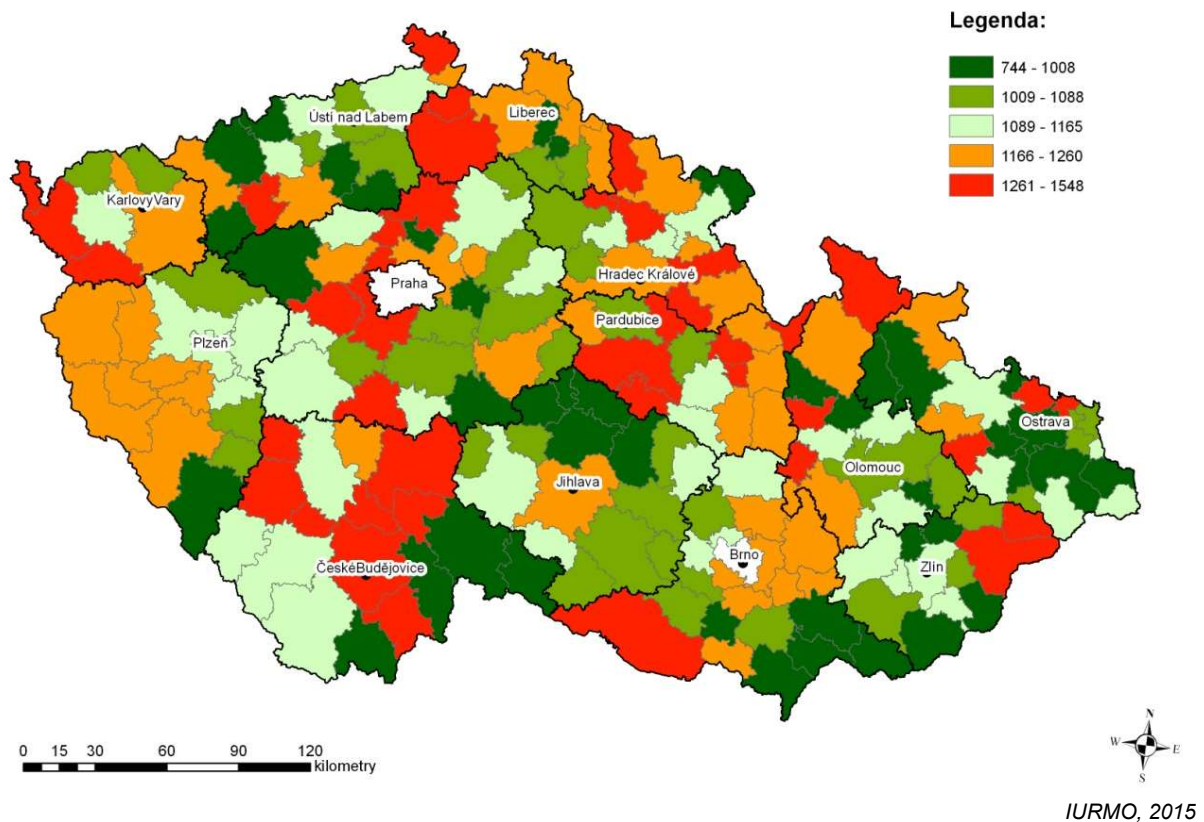 Legenda:
744 - 1008
1009 - 1088
1089 - 1165
1166 - 1260
1261 - 1548
Ústí nad Labem
Liberec
KarlovyVary
Praha
Hradec Králové
Pardubice
Plzeň
Ostrava
Olomouc
Jihlava
Brno
Zlín
ČeskéBudějovice
0 15 30 60 90 120
kilometry
N
W E
S
IURMO, 2015